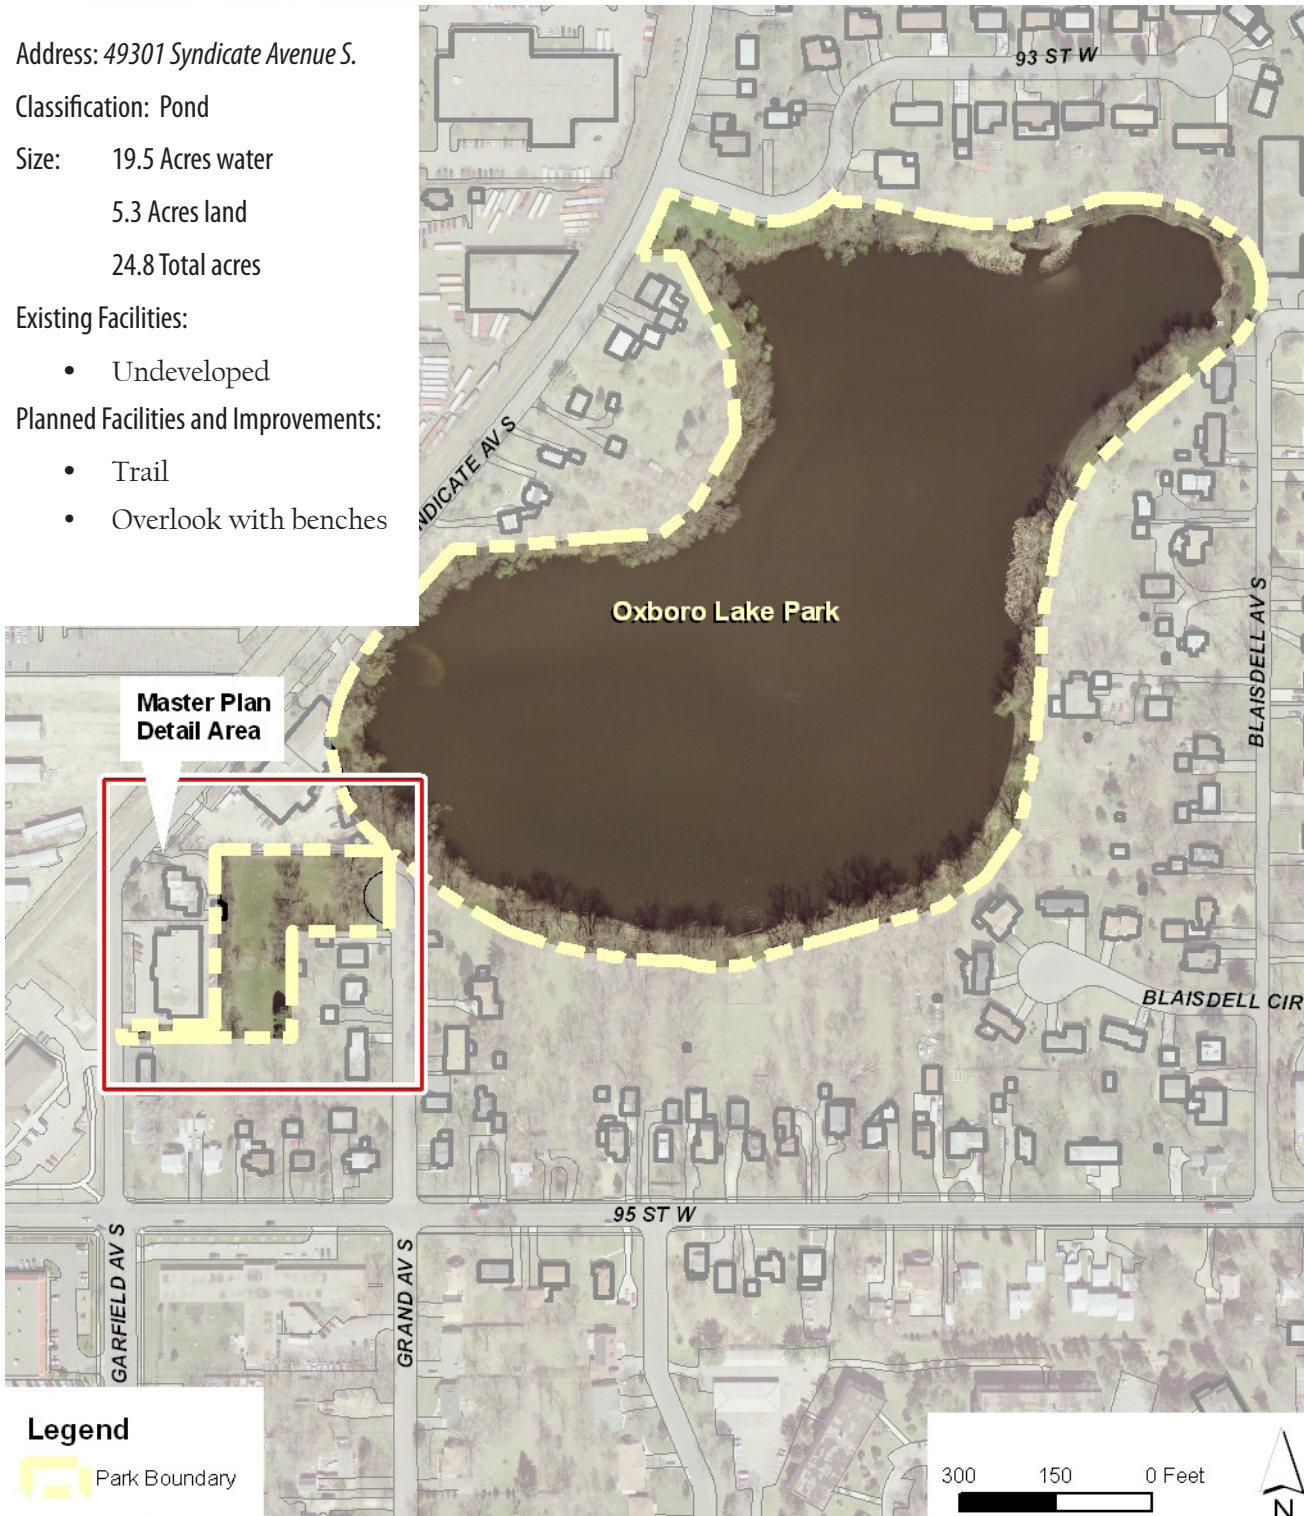 Address: 49301 Syndicate Avenue S.
Classification: Pond
Size: 19.5 Acres water
5.3 Acres land
24.8 Total acres
Existing Facilities:
• Undeveloped
Planned Facilities and Improvements:
• Trail
• Overlook with benches
93 ST W
NDICATE AV S
Oxboro Lake Park
BLAISDELL AV S
Master Plan
Detail Area
BLAISDELL CIR
95 ST W
GARFIELD AV S
GRAND AV S
Legend
Park Boundary
300 150 0 Feet
N